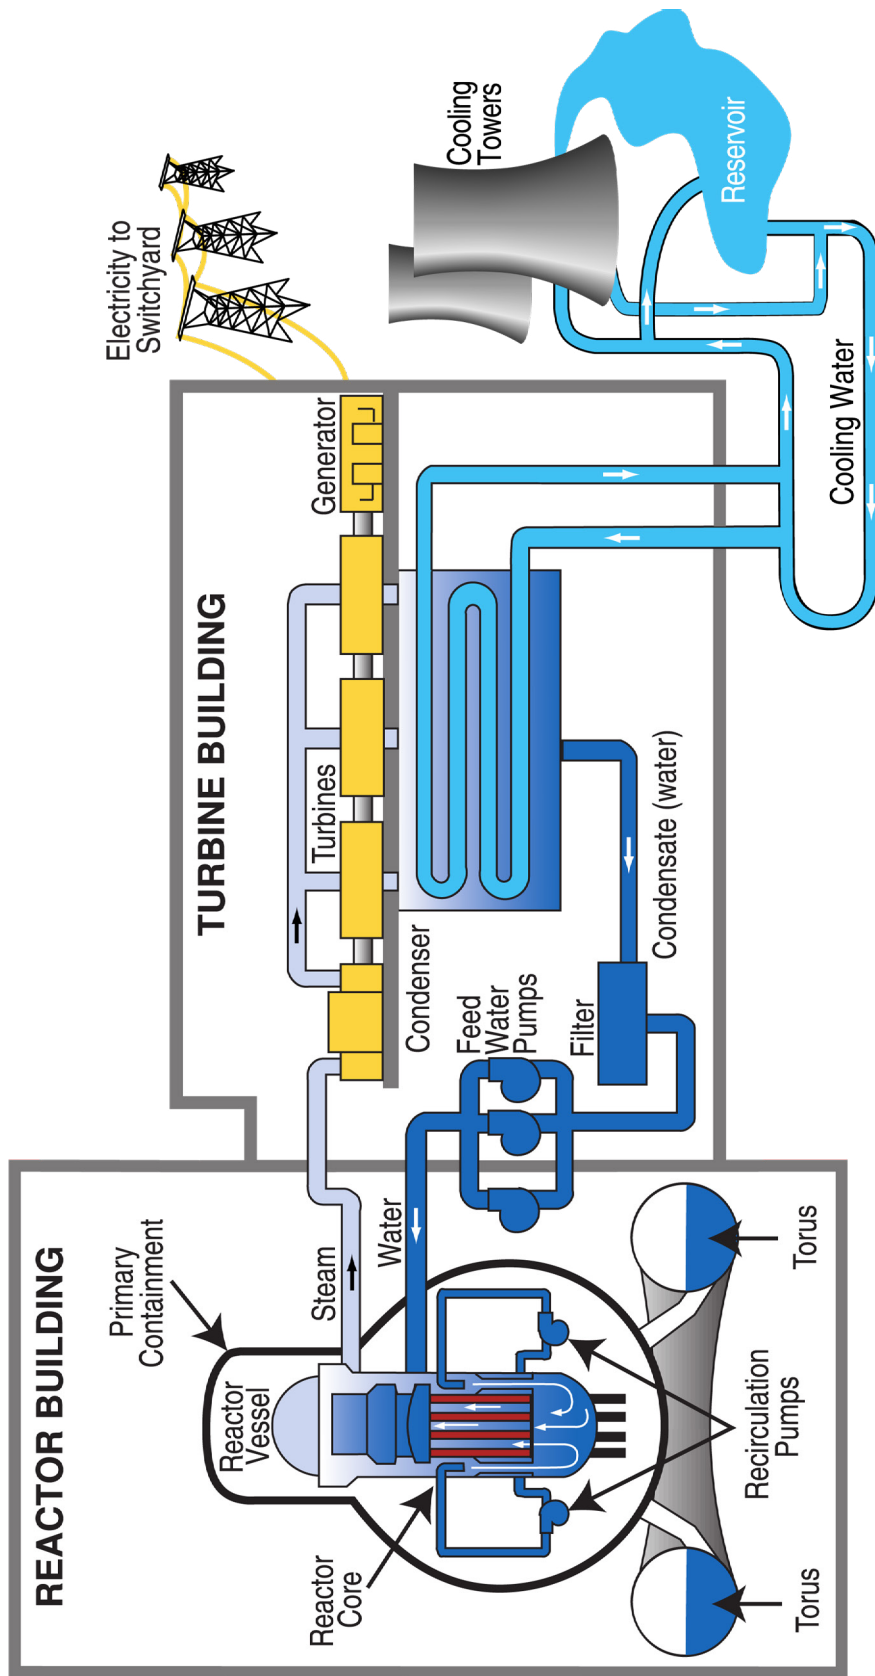 REACTOR BUILDING
TURBINE BUILDING
Electricity to
Switchyard
Primary
Containment
Reactor
Vessel
Steam
Turbines
Generator
Cooling
Towers
Reservoir
Reactor
Core
Water
Condenser
Feed
Water
Pumps
Filter
Condensate (water)
Cooling Water
Torus
Recirculation
Pumps
Torus